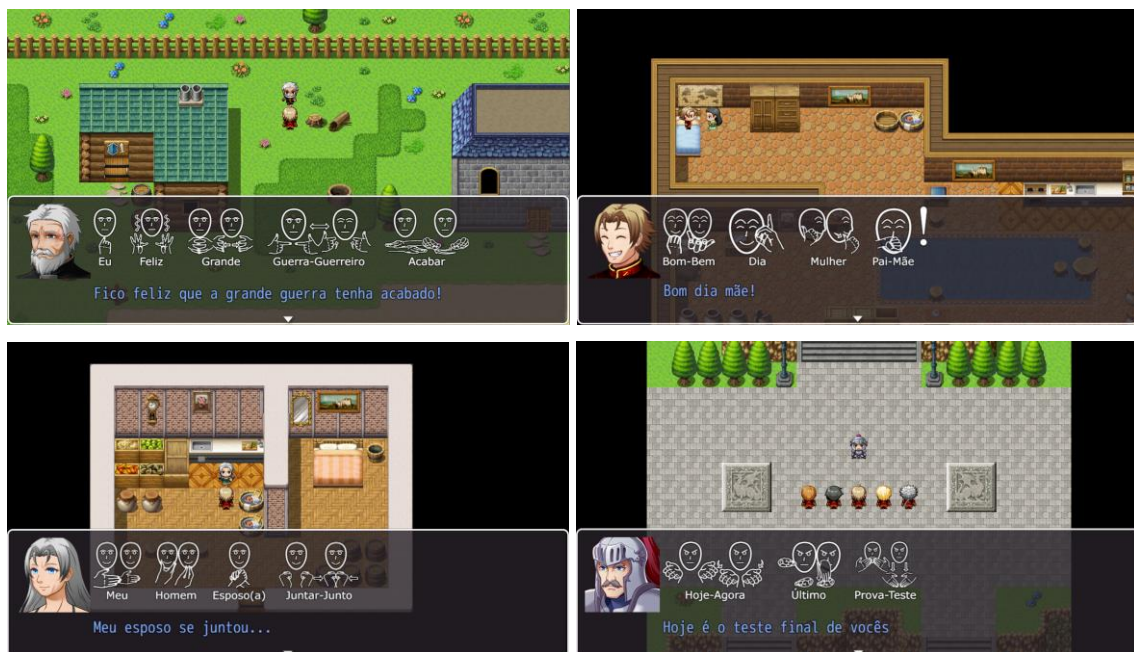 Eu Feliz Grande Guerra-Guerreiro Acabar
Fico feliz que a grande guerra tenha acabado!
Bom-Bem Dia Mulher Pai-Mãe !
Bom dia mãe!
Meu Homem Esposo(a) Juntar-Junto
Meu esposo se juntou...
Hoje-Agora Último Prova-Teste
Hoje é o teste final de vocês